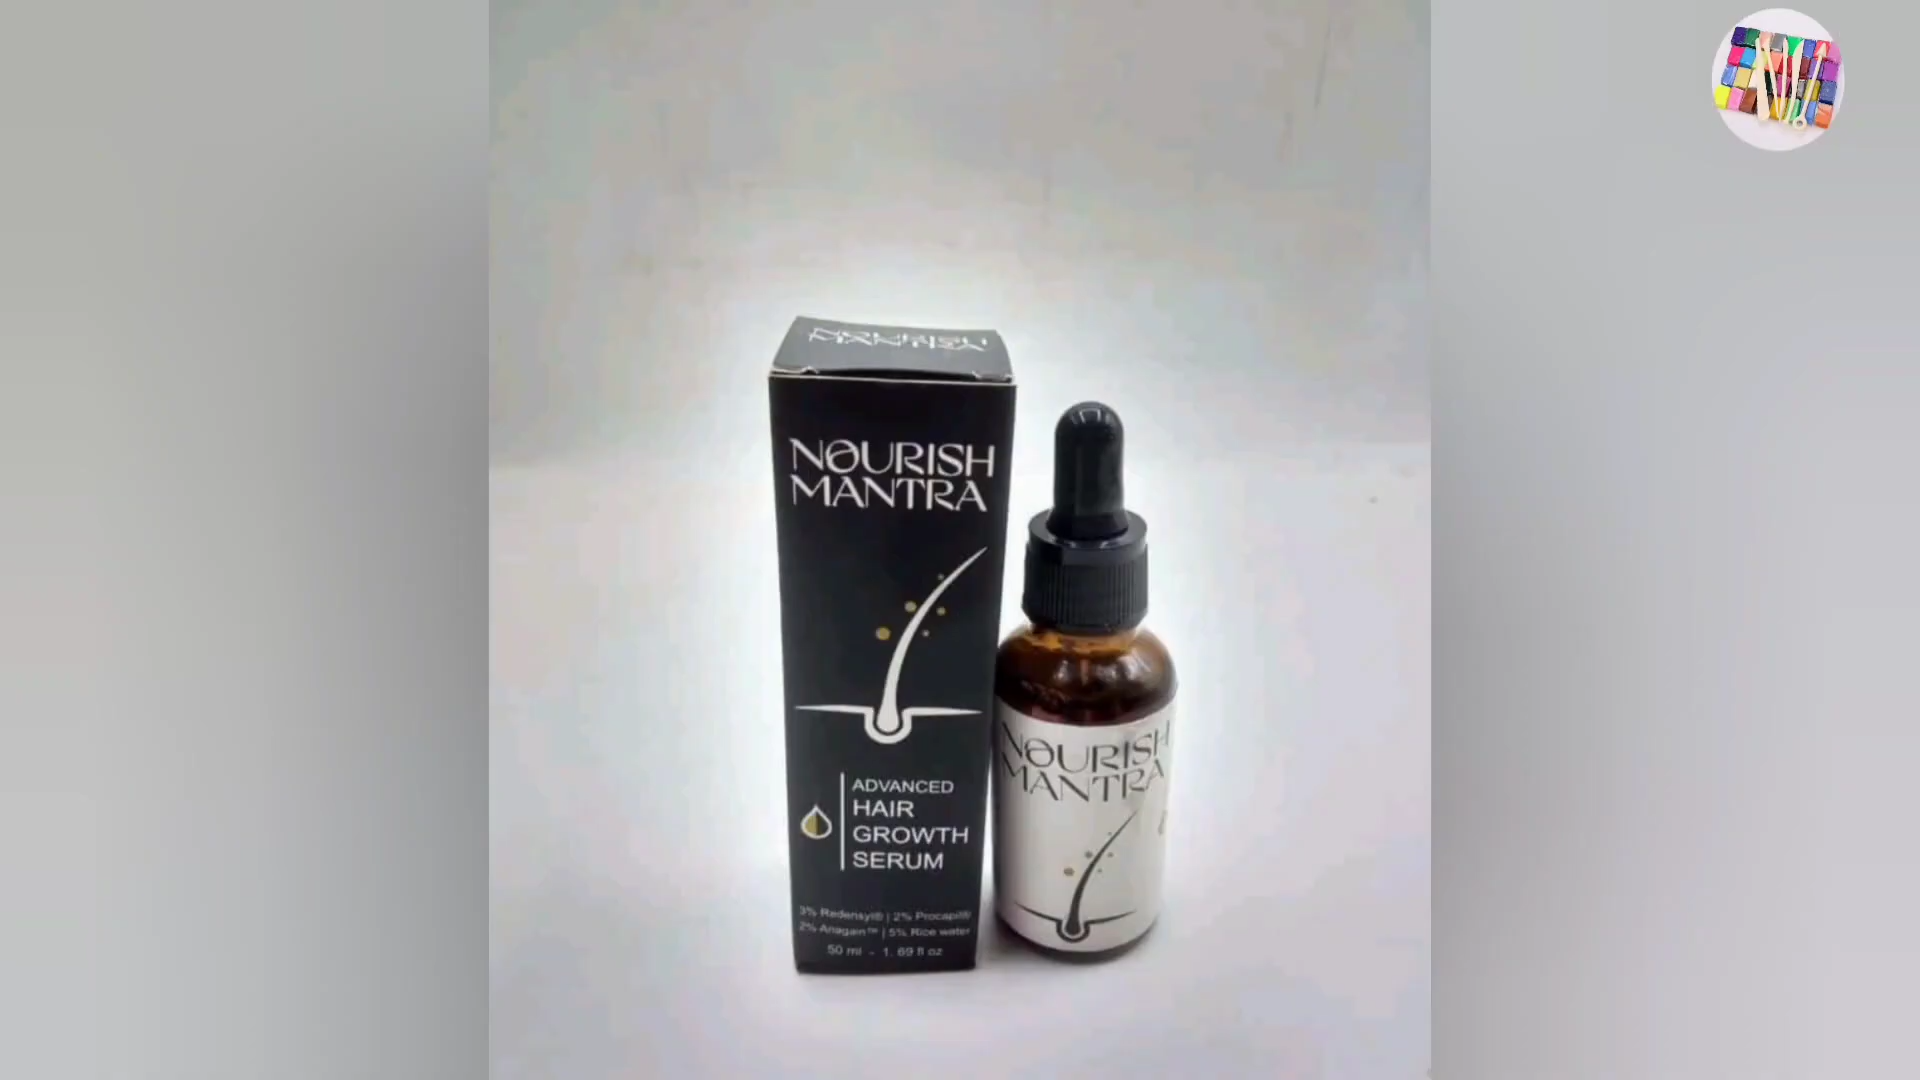 NOURISH
MANTRA
NOURISH
MANTRA
ADVANCED
HAIR
GROWTH
SERUM
3% Redensyl® | 2% Procapil®
2% Anagain™ | 5% Rice water
50 ml - 1. 69 fl oz
NOURISH
MANTRA